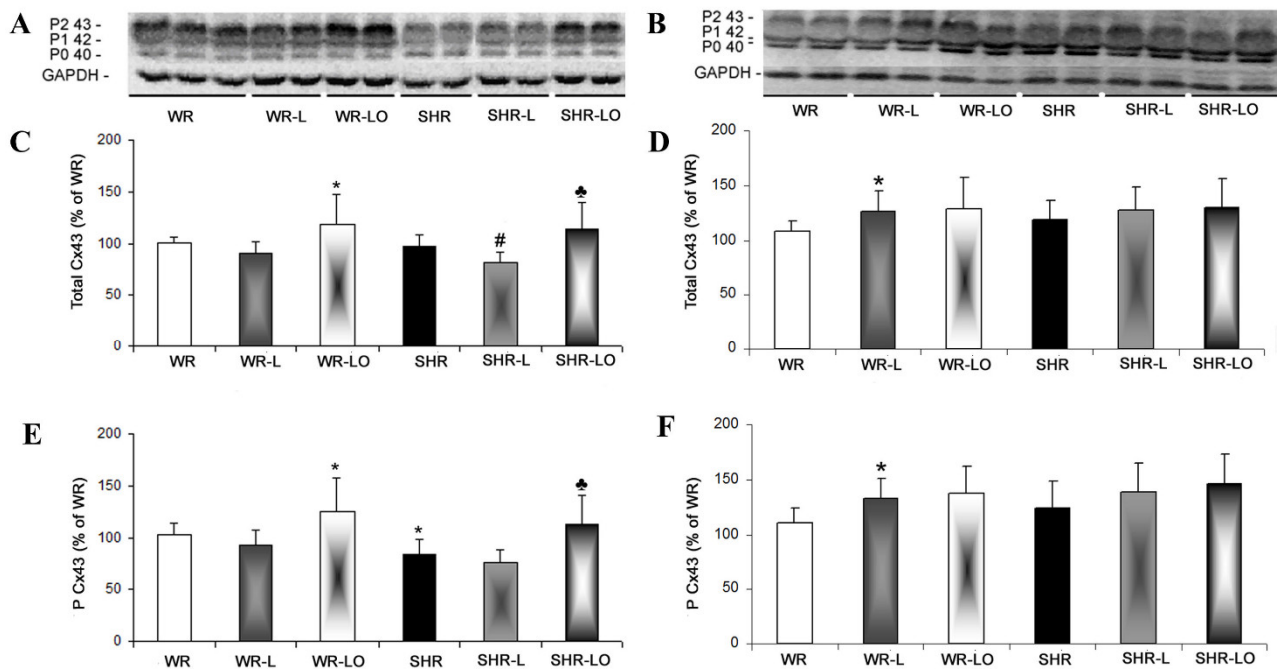 A
P2 43 -
P1 42 -
P0 40 -
GAPDH -
WR WR-L WR-LO SHR SHR-L SHR-LO
B
P2 43 -
P1 42 -
P0 40 -
GAPDH -
WR WR-L WR-LO SHR SHR-L SHR-LO
C
Total Cx43 (% of WR)
200
150
100
50
0
* # ♣
WR WR-L WR-LO SHR SHR-L SHR-LO
D
Total Cx43 (% of WR)
200
150
100
50
0
*
WR WR-L WR-LO SHR SHR-L SHR-LO
E
P Cx43 (% of WR)
200
150
100
50
0
* * ♣
WR WR-L WR-LO SHR SHR-L SHR-LO
F
P Cx43 (% of WR)
200
150
100
50
0
*
WR WR-L WR-LO SHR SHR-L SHR-LO